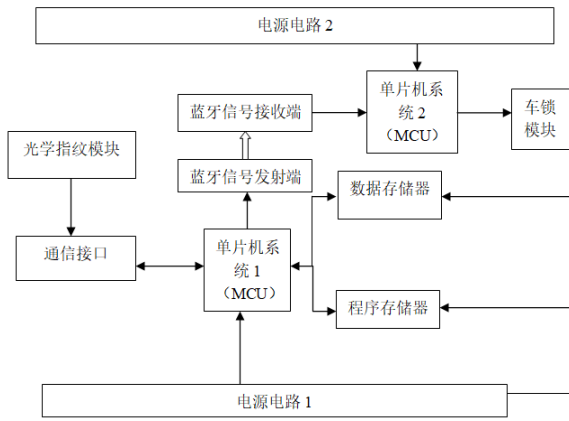 电源电路 2
单片机系
统 2
（MCU）
车锁
模块
蓝牙信号接收端
光学指纹模块
蓝牙信号发射端
数据存储器
通信接口
单片机系
统 1
（MCU）
程序存储器
电源电路 1